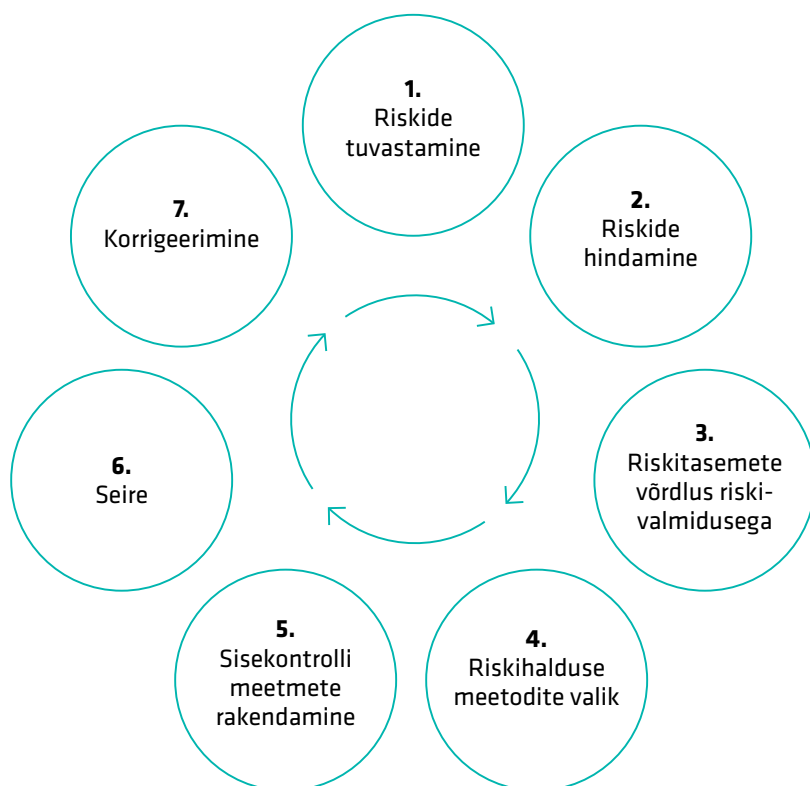 1.
Riskide
tuvastamine
2.
Riskide
hindamine
3.
Riskitasemete
võrdlus riski-
valmidusega
4.
Riskihalduse
meetodite valik
5.
Sisekontrolli
meetmete
rakendamine
6.
Seire
7.
Korrigeerimine